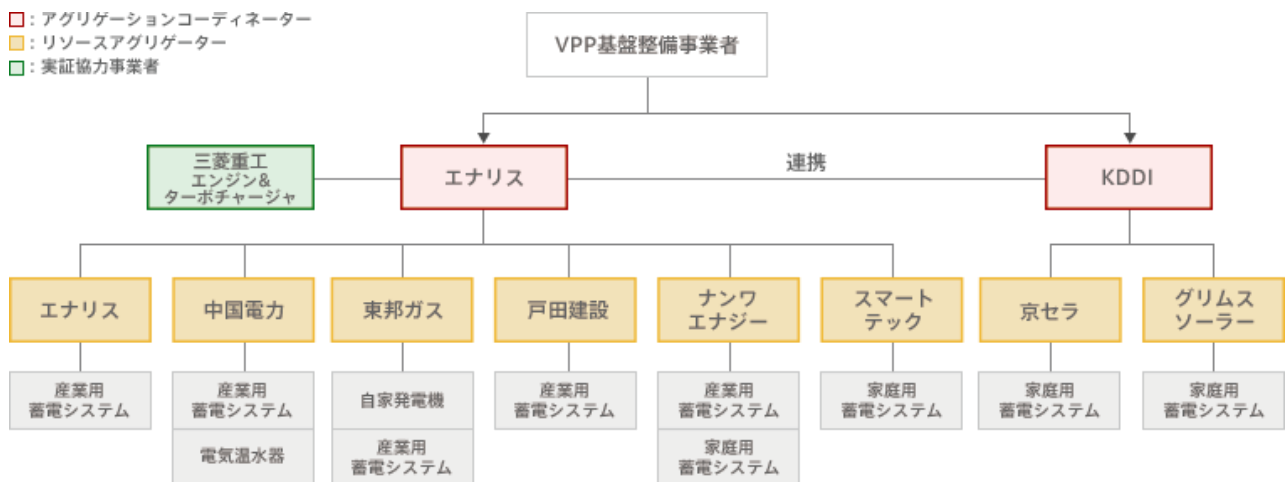 ：アグリゲーションコーディネーター
：リソースアグリゲーター
：実証協力事業者
VPP基盤整備事業者
三菱重工
エンジン&
ターボチャージャ
エナリス
連携
KDDI
エナリス
中国電力
東邦ガス
戸田建設
ナンワ
エナジー
スマート
テック
京セラ
グリムス
ソーラー
産業用
蓄電システム
産業用
蓄電システム
自家発電機
産業用
蓄電システム
産業用
蓄電システム
家庭用
蓄電システム
家庭用
蓄電システム
家庭用
蓄電システム
電気温水器
産業用
蓄電システム
家庭用
蓄電システム